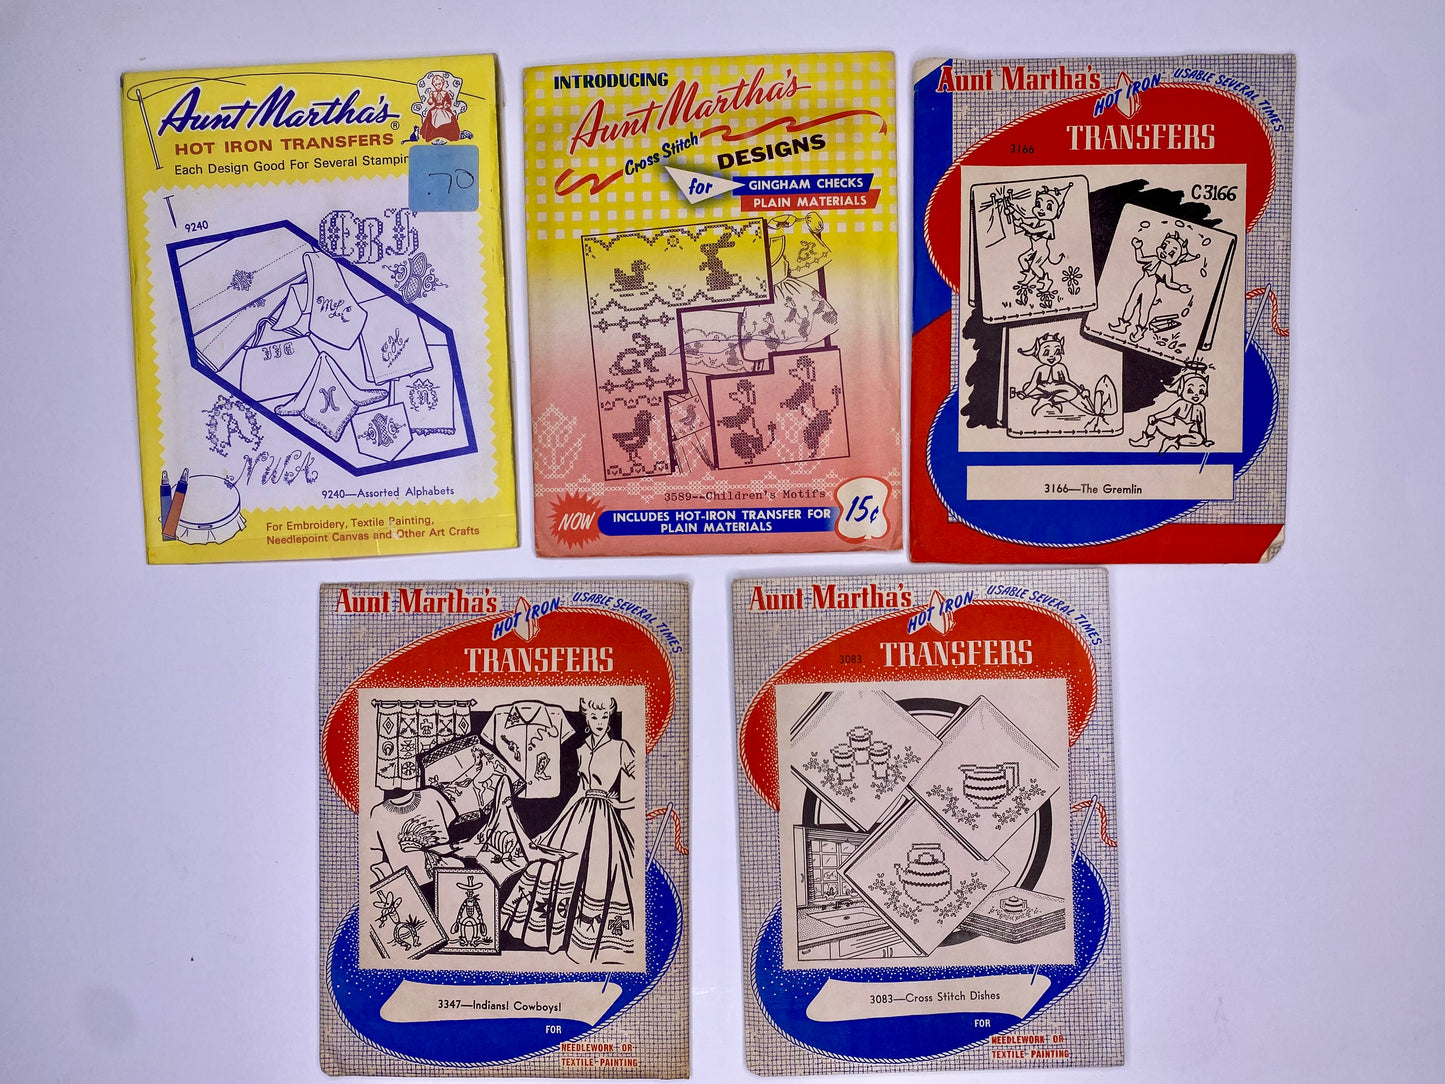 Aunt Martha's®
HOT IRON TRANSFERS
Each Design Good For Several
.70
9240
CBL
ML
N
A
NWA
9240—Assorted Alphabets
For Embroidery, Textile Painting,
Needlepoint Canvas and Other Art Crafts
INTRODUCING
Aunt Martha's
Cross Stitch
DESIGNS
for
GINGHAM CHECKS
PLAIN MATERIALS
3589--Children's Motifs
NOW
INCLUDES HOT-IRON TRANSFER FOR
PLAIN MATERIALS
15¢
Aunt Martha's
HOT IRON
USABLE SEVERAL TIMES
3166
TRANSFERS
C3166
3166—The Gremlin
Aunt Martha's
HOT IRON
USABLE SEVERAL TIMES
TRANSFERS
3347—Indians! Cowboys!
FOR
NEEDLEWORK OR
TEXTILE PAINTING
Aunt Martha's
HOT IRON
USABLE SEVERAL TIMES
3083
TRANSFERS
3083—Cross Stitch Dishes
FOR
NEEDLEWORK OR
TEXTILE PAINTING